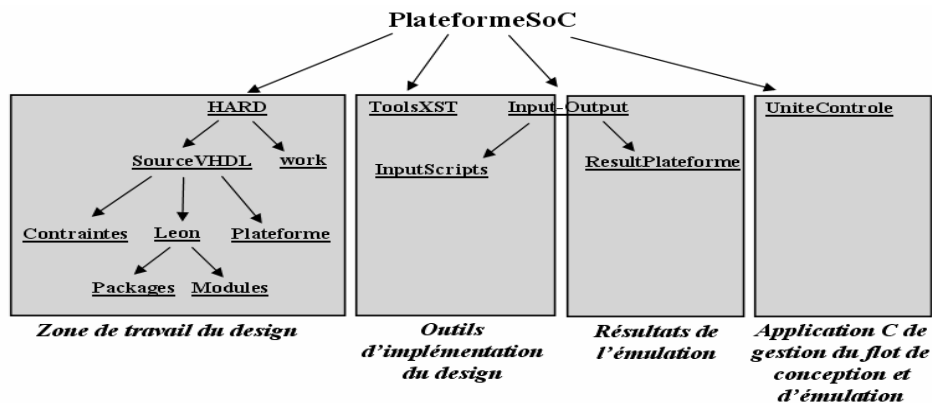 PlateformeSoC
HARD
ToolsXST
Input-Output
UniteControle
SourceVHDL
work
InputScripts
ResultPlateforme
Contraintes
Leon
Plateforme
Packages
Modules
Zone de travail du design
Outils
d'implémentation
du design
Résultats de
l'émulation
Application C de
gestion du flot de
conception et
d'émulation